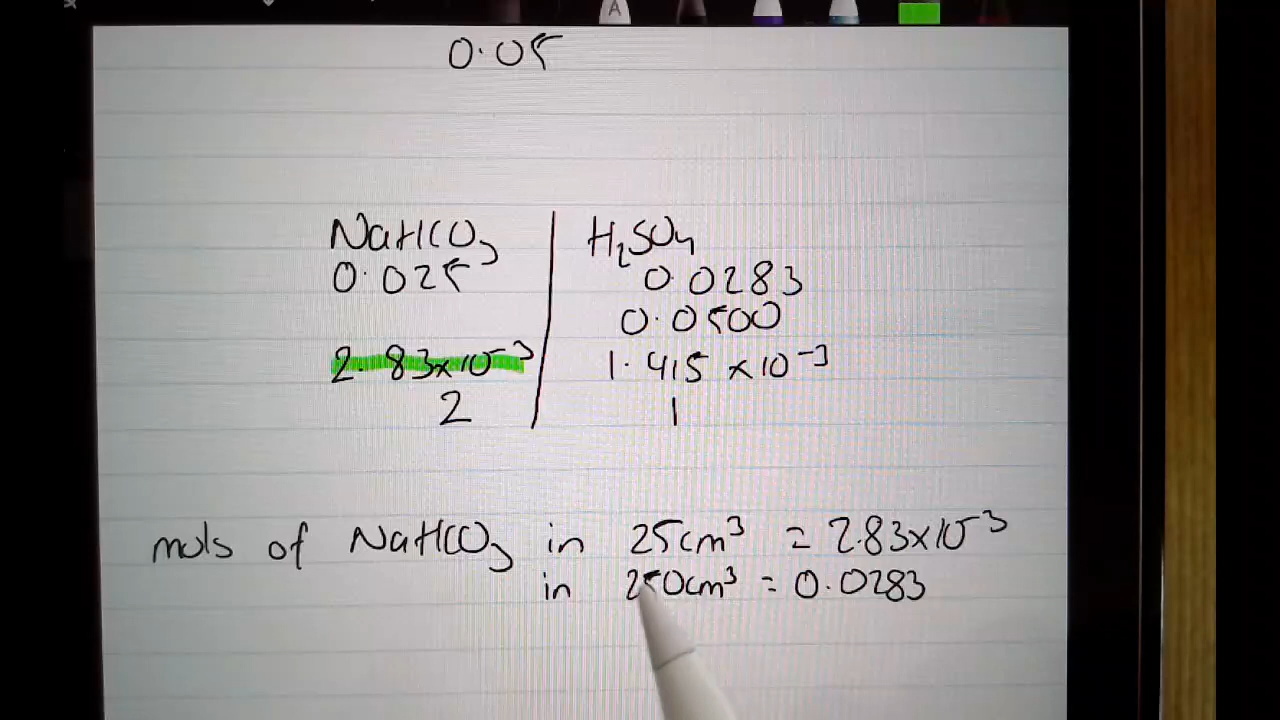 A
0.05
NaHCO3 H2SO4
0.025 0.0283
0.0500
2.83x10-3 1.415 x10-3
2 1
mols of NaHCO3 in 25cm3 = 2.83x10-3
in 250cm3 = 0.0283